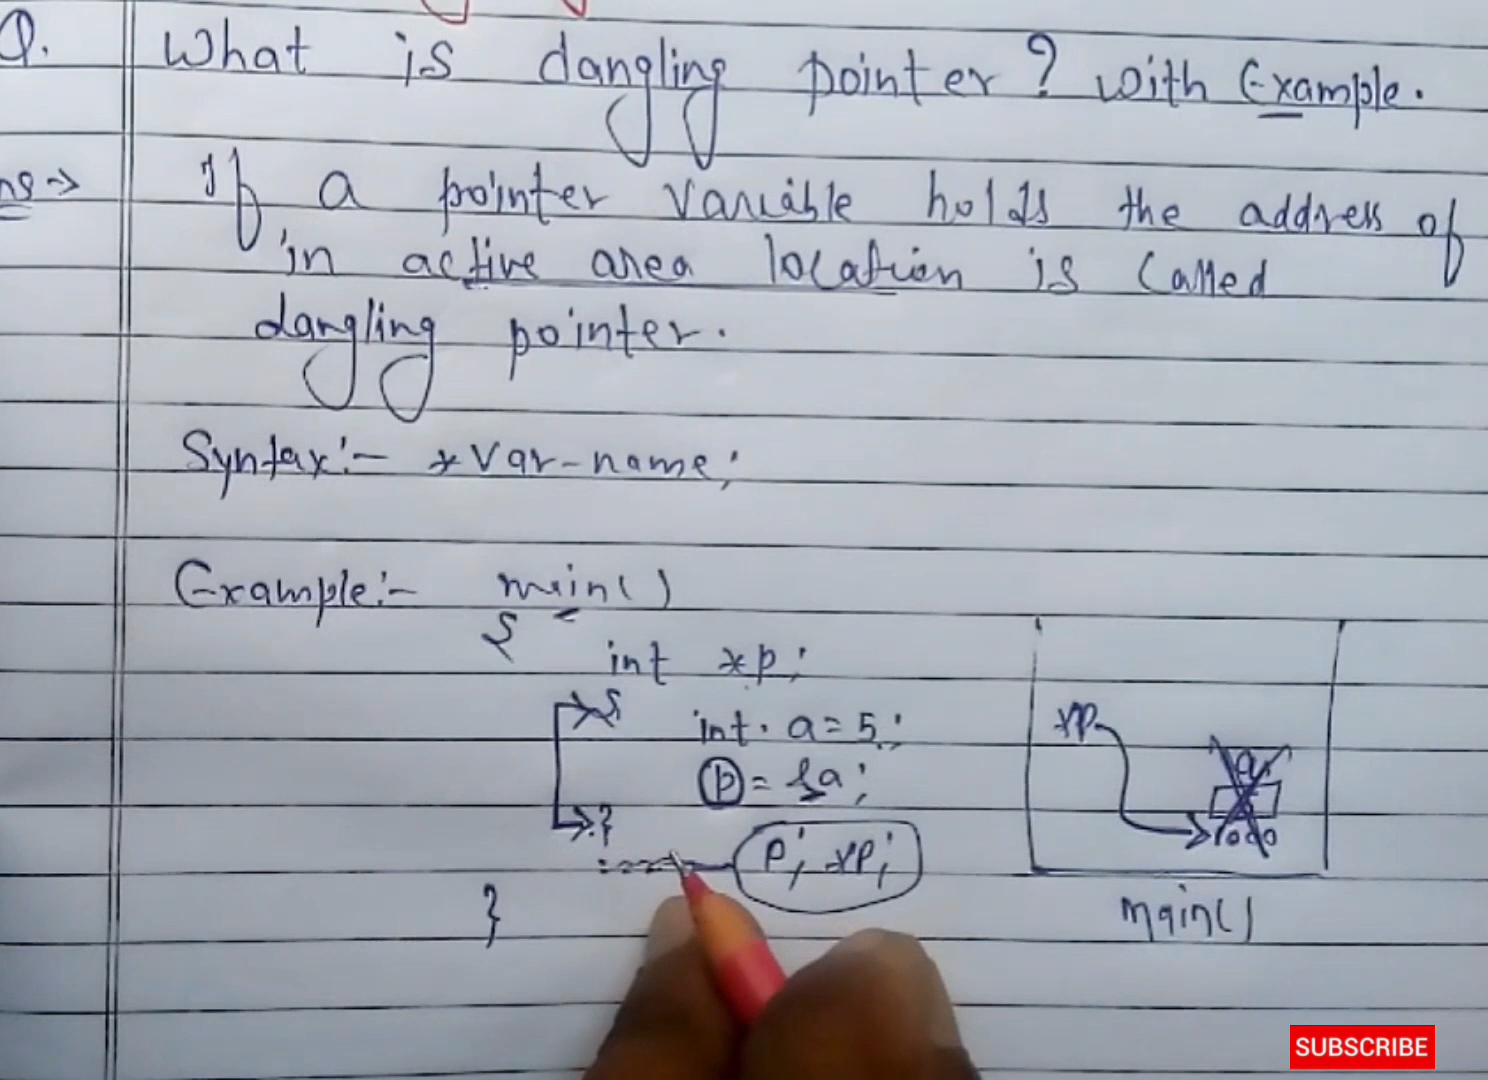 Q. What is dangling pointer? with Example.
ns → If a pointer variable holds the address of
in active area location is called
dangling pointer.
Syntax:- *var-name;
Example:- main()
{
int *p;
{ int a=5;
p = &a;
}
p; *p;
}
*p
a
1000
main()
SUBSCRIBE